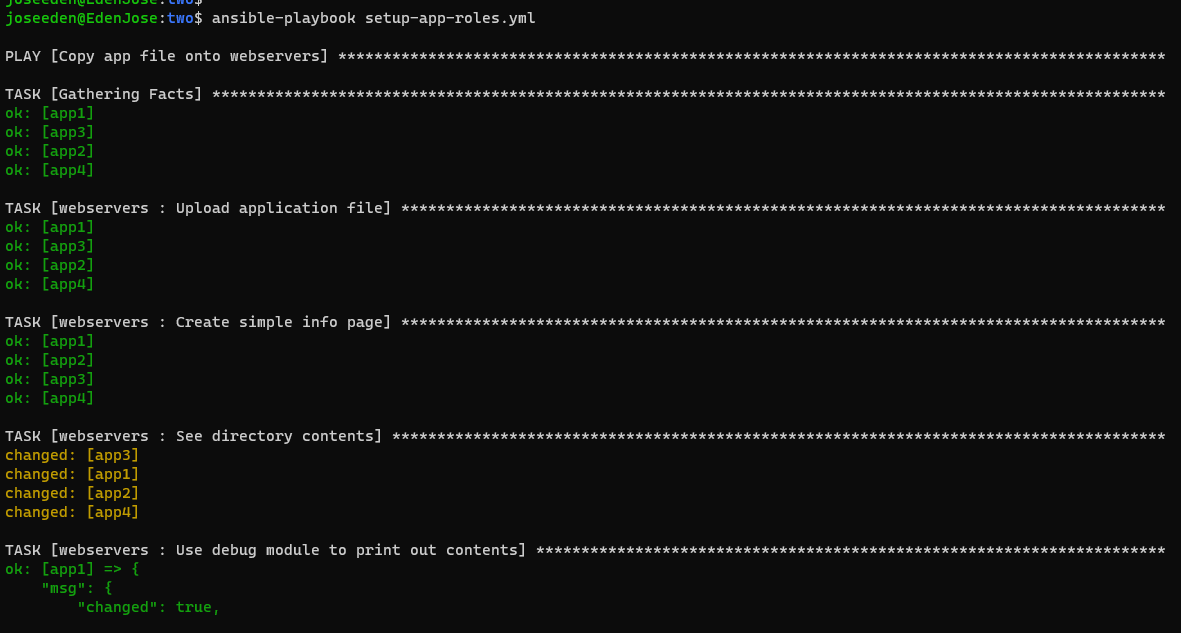 joseeden@EdenJose:two$
joseeden@EdenJose:two$ ansible-playbook setup-app-roles.yml
PLAY [Copy app file onto webservers] ********************************************************************************************
TASK [Gathering Facts] **********************************************************************************************************
ok: [app1]
ok: [app3]
ok: [app2]
ok: [app4]
TASK [webservers : Upload application file] *************************************************************************************
ok: [app1]
ok: [app3]
ok: [app2]
ok: [app4]
TASK [webservers : Create simple info page] *************************************************************************************
ok: [app1]
ok: [app2]
ok: [app3]
ok: [app4]
TASK [webservers : See directory contents] **************************************************************************************
changed: [app3]
changed: [app1]
changed: [app2]
changed: [app4]
TASK [webservers : Use debug module to print out contents] **********************************************************************
ok: [app1] => {
    "msg": {
        "changed": true,